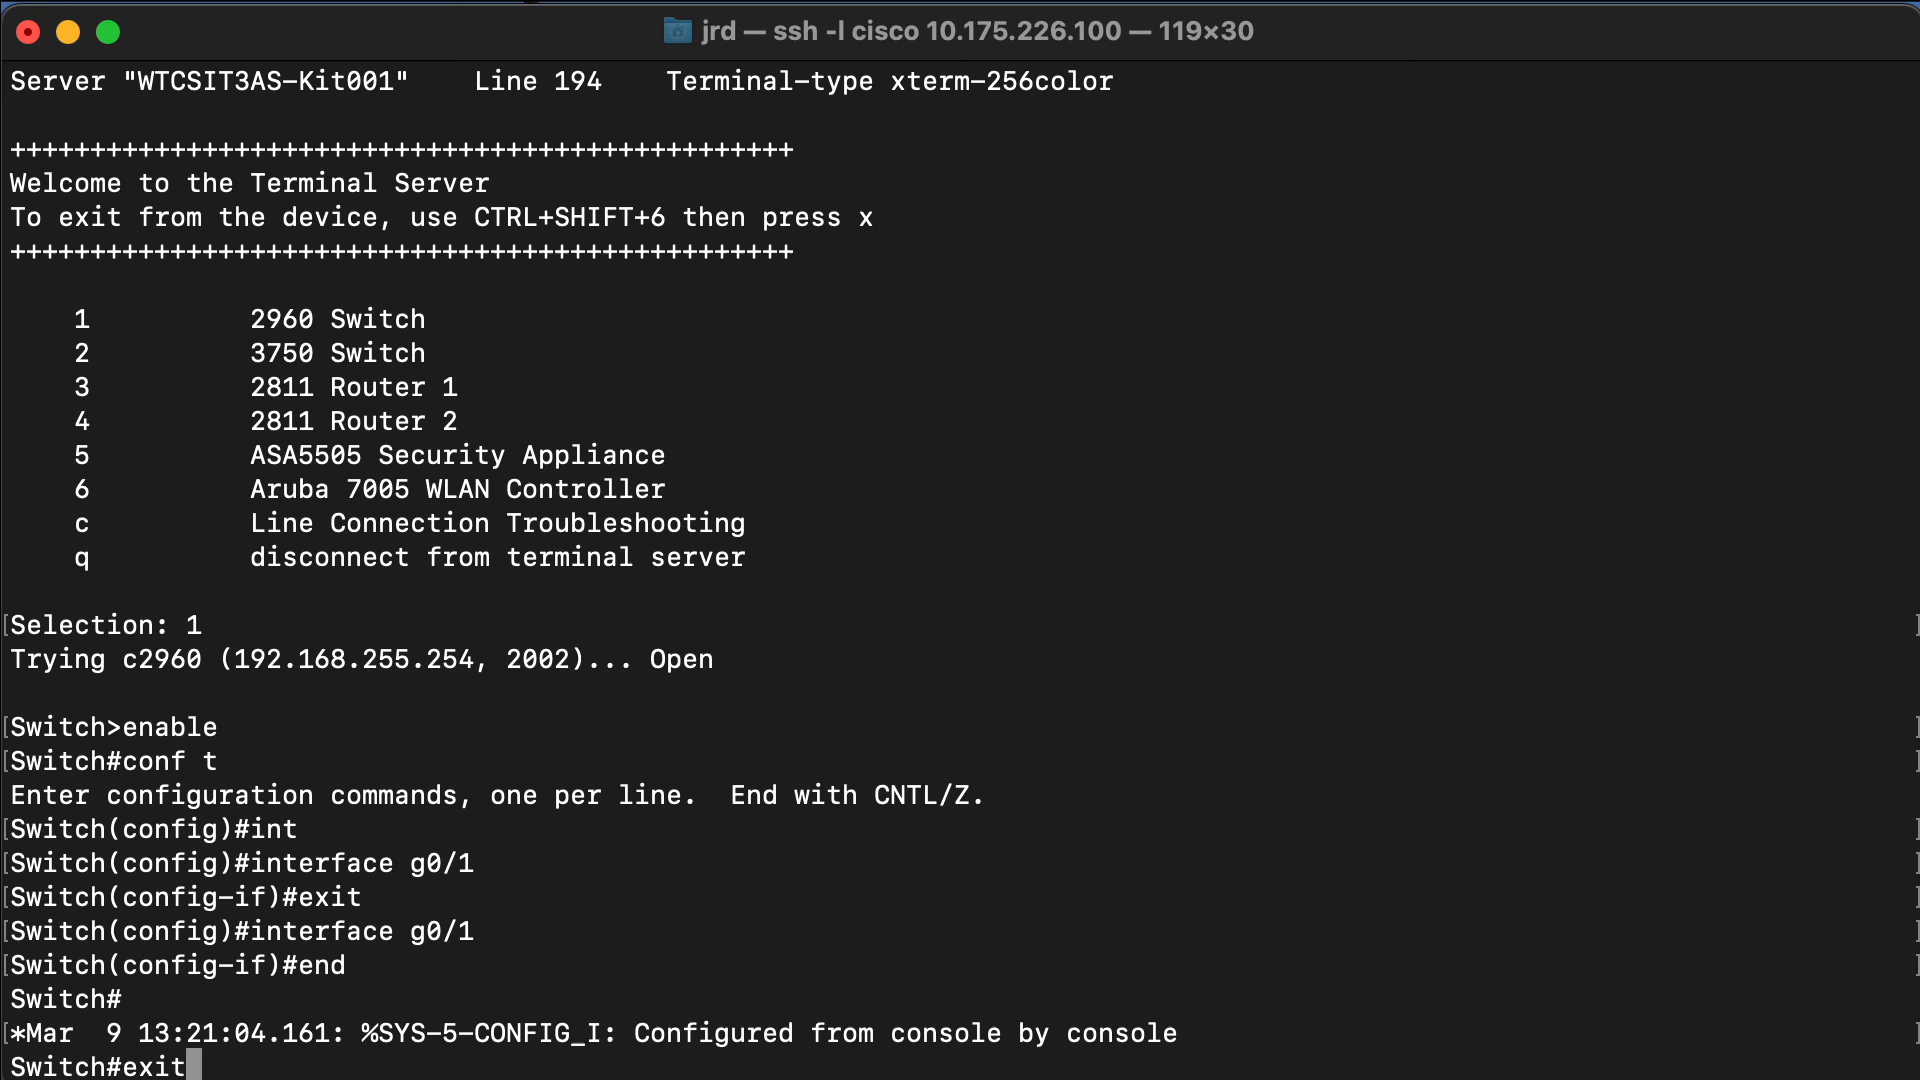 jrd — ssh -l cisco 10.175.226.100 — 119×30
Server "WTCSIT3AS-Kit001"    Line 194    Terminal-type xterm-256color
+++++++++++++++++++++++++++++++++++++++++++++++++
Welcome to the Terminal Server
To exit from the device, use CTRL+SHIFT+6 then press x
+++++++++++++++++++++++++++++++++++++++++++++++++
1          2960 Switch
2          3750 Switch
3          2811 Router 1
4          2811 Router 2
5          ASA5505 Security Appliance
6          Aruba 7005 WLAN Controller
c          Line Connection Troubleshooting
q          disconnect from terminal server
[Selection: 1 ]
Trying c2960 (192.168.255.254, 2002)... Open
[Switch>enable ]
[Switch#conf t ]
Enter configuration commands, one per line.  End with CNTL/Z.
[Switch(config)#int ]
[Switch(config)#interface g0/1 ]
[Switch(config-if)#exit ]
[Switch(config)#interface g0/1 ]
[Switch(config-if)#end ]
Switch#
[*Mar  9 13:21:04.161: %SYS-5-CONFIG_I: Configured from console by console ]
Switch#exit